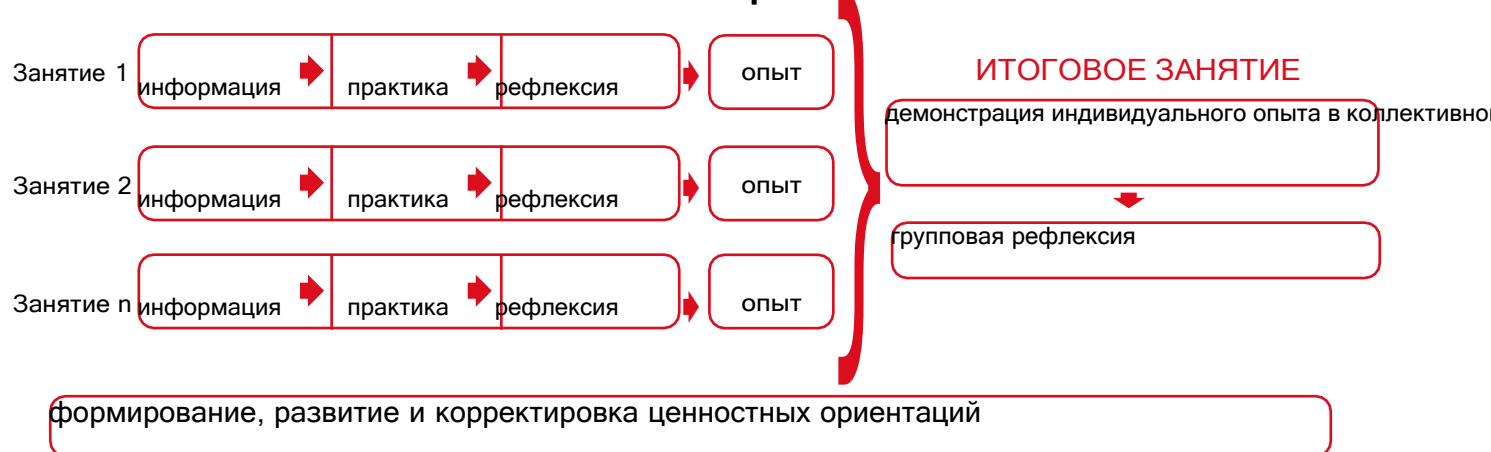 Занятие 1 информация практика рефлексия опыт
ИТОГОВОЕ ЗАНЯТИЕ
демонстрация индивидуального опыта в
Занятие 2 информация практика рефлексия опыт
групповая рефлексия
Занятие n информация практика рефлексия опыт
формирование, развитие и корректировка ценностных ориентаций